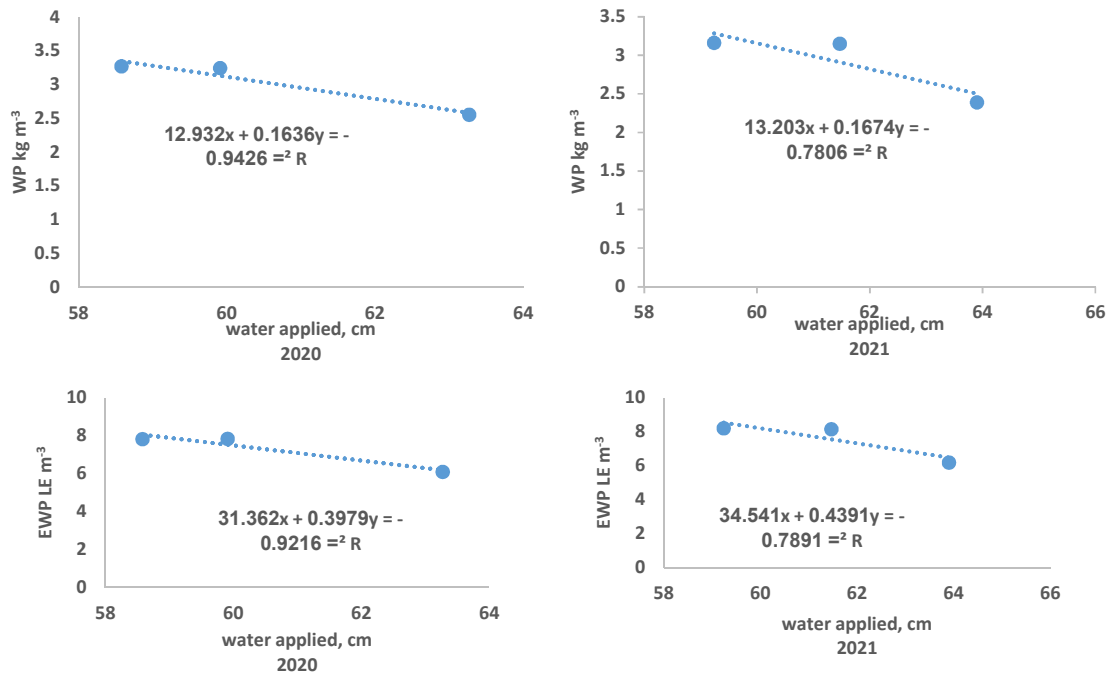 4
3.5
3
2.5
2
1.5
1
0.5
0
WP kg m⁻³
12.932x + 0.1636y = -
0.9426 =² R
58 60 62 64
water applied, cm
2020
3.5
3
2.5
2
1.5
1
0.5
0
WP kg m⁻³
13.203x + 0.1674y = -
0.7806 =² R
58 60 62 64 66
water applied, cm
2021
10
8
6
4
2
0
EWP LE m⁻³
31.362x + 0.3979y = -
0.9216 =² R
58 60 62 64
water applied, cm
2020
10
8
6
4
2
0
EWP LE m⁻³
34.541x + 0.4391y = -
0.7891 =² R
58 60 62 64 66
water applied, cm
2021